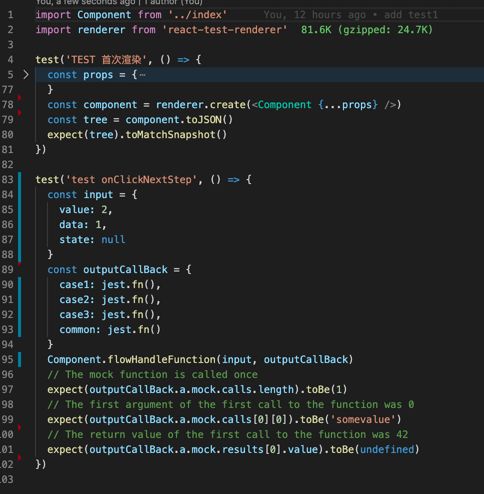 You, a few seconds ago | 1 author (You)
1 import Component from '../index' You, 12 hours ago • add test1
2 import renderer from 'react-test-renderer' 81.6K (gzipped: 24.7K)
3
4 test('TEST 首次渲染', () => {
5 const props = {⋯
77 }
78 const component = renderer.create(<Component {...props} />)
79 const tree = component.toJSON()
80 expect(tree).toMatchSnapshot()
81 })
82
83 test('test onClickNextStep', () => {
84 const input = {
85 value: 2,
86 data: 1,
87 state: null
88 }
89 const outputCallBack = {
90 case1: jest.fn(),
91 case2: jest.fn(),
92 case3: jest.fn(),
93 common: jest.fn()
94 }
95 Component.flowHandleFunction(input, outputCallBack)
96 // The mock function is called once
97 expect(outputCallBack.a.mock.calls.length).toBe(1)
98 // The first argument of the first call to the function was 0
99 expect(outputCallBack.a.mock.calls[0][0]).toBe('somevalue')
100 // The return value of the first call to the function was 42
101 expect(outputCallBack.a.mock.results[0].value).toBe(undefined)
102 })
103